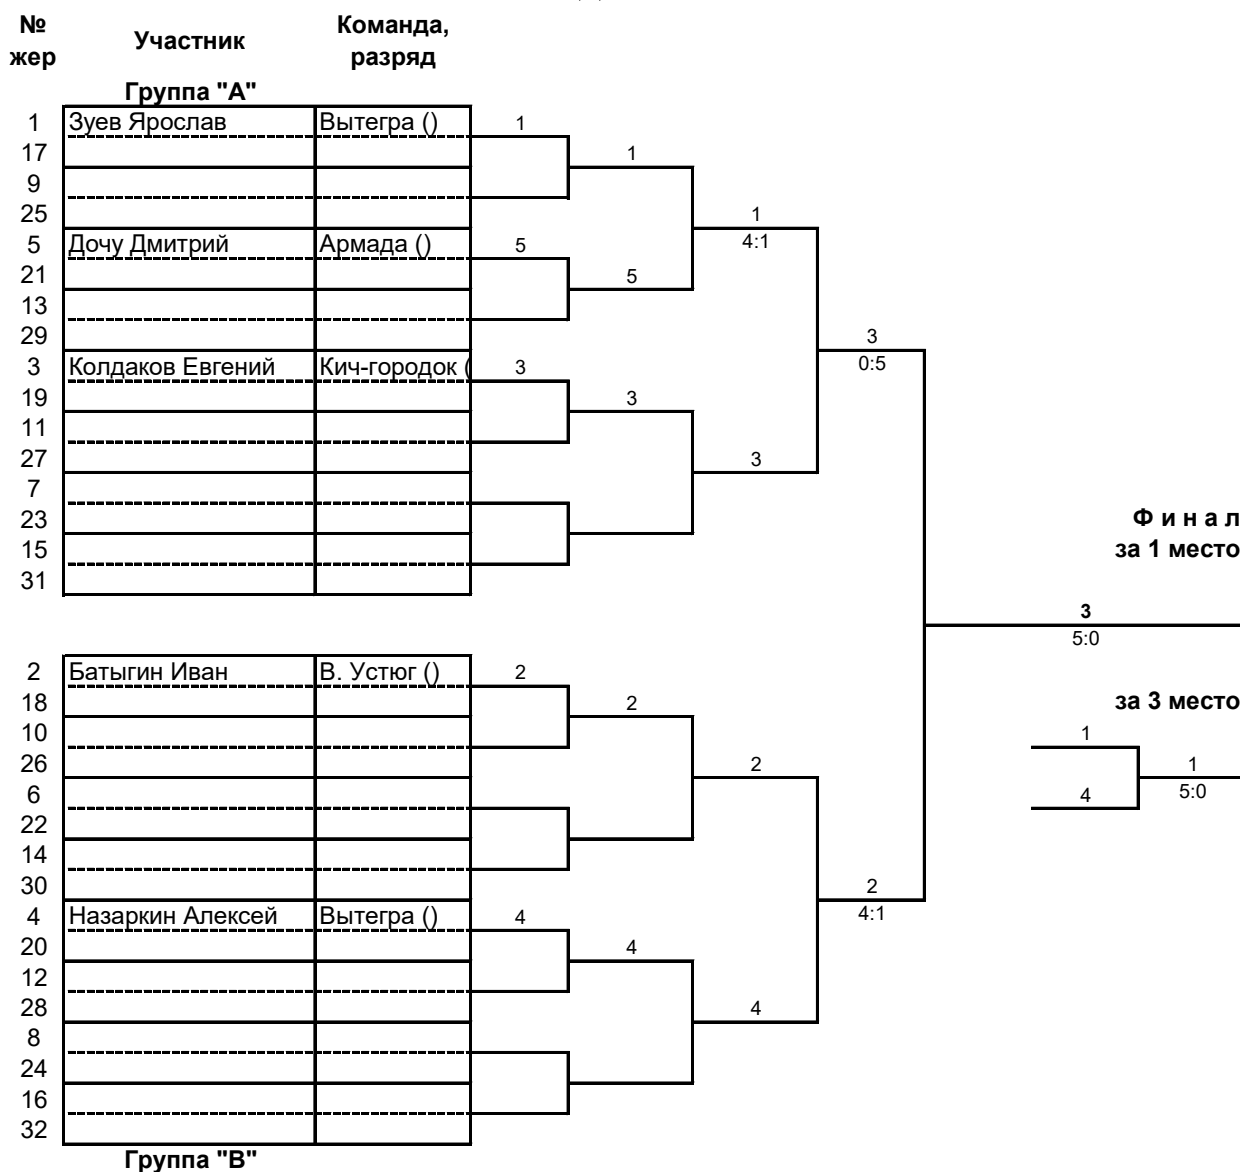 № жер Участник Команда, разряд
Группа "А"
1 Зуев Ярослав Вытегра () 1
17 1
9
25 1
5 Дочу Дмитрий Армада () 5 4:1
21 5
13
29 3
3 Колдаков Евгений Кич-городок ( 3 0:5
19 3
11
27 3
7
23 Ф и н а л
15 за 1 место
31
3
5:0
2 Батыгин Иван В. Устюг () 2
18 2 за 3 место
10 1
26 2 1
6 4 5:0
22
14
30 2
4 Назаркин Алексей Вытегра () 4 4:1
20 4
12
28 4
8
24
16
32
Группа "В"